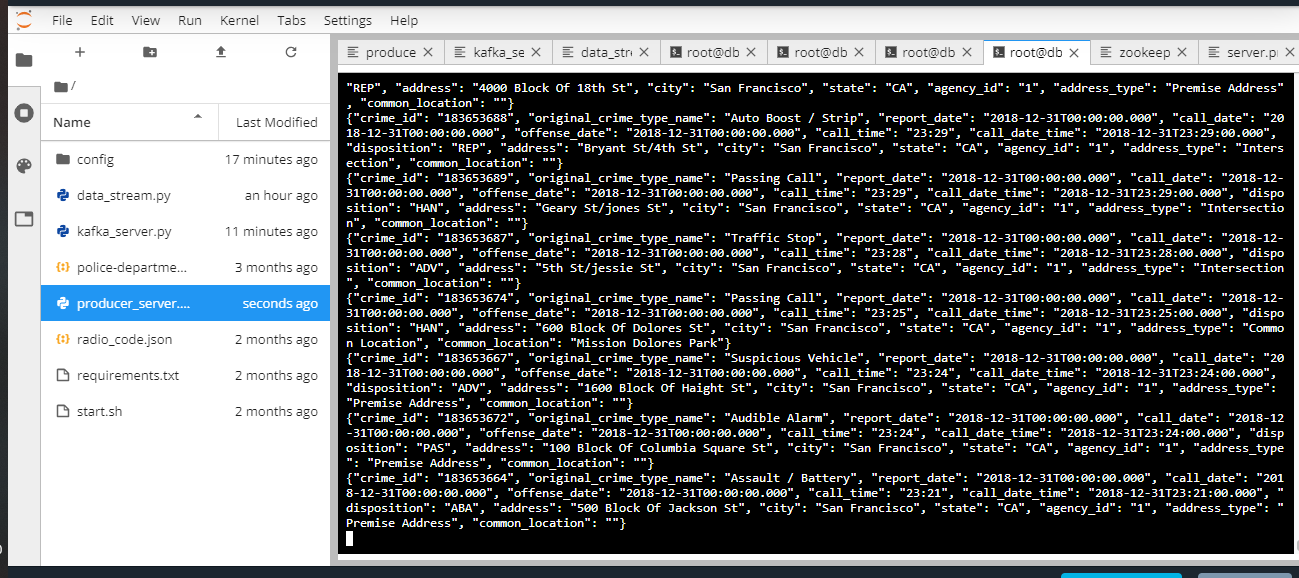 File Edit View Run Kernel Tabs Settings Help
produce × kafka_se × data_stre × root@db × root@db × root@db × root@db × zookeep × server.pr ×
/
Name Last Modified
config 17 minutes ago
data_stream.py an hour ago
kafka_server.py 11 minutes ago
police-departme... 3 months ago
producer_server.... seconds ago
radio_code.json 2 months ago
requirements.txt 2 months ago
start.sh 2 months ago
"REP", "address": "4000 Block Of 18th St", "city": "San Francisco", "state": "CA", "agency_id": "1", "address_type": "Premise Address"
, "common_location": ""}
{"crime_id": "183653688", "original_crime_type_name": "Auto Boost / Strip", "report_date": "2018-12-31T00:00:00.000", "call_date": "20
18-12-31T00:00:00.000", "offense_date": "2018-12-31T00:00:00.000", "call_time": "23:29", "call_date_time": "2018-12-31T23:29:00.000",
"disposition": "REP", "address": "Bryant St/4th St", "city": "San Francisco", "state": "CA", "agency_id": "1", "address_type": "Inters
ection", "common_location": ""}
{"crime_id": "183653689", "original_crime_type_name": "Passing Call", "report_date": "2018-12-31T00:00:00.000", "call_date": "2018-12-
31T00:00:00.000", "offense_date": "2018-12-31T00:00:00.000", "call_time": "23:29", "call_date_time": "2018-12-31T23:29:00.000", "dispo
sition": "HAN", "address": "Geary St/jones St", "city": "San Francisco", "state": "CA", "agency_id": "1", "address_type": "Intersectio
n", "common_location": ""}
{"crime_id": "183653687", "original_crime_type_name": "Traffic Stop", "report_date": "2018-12-31T00:00:00.000", "call_date": "2018-12-
31T00:00:00.000", "offense_date": "2018-12-31T00:00:00.000", "call_time": "23:28", "call_date_time": "2018-12-31T23:28:00.000", "dispo
sition": "ADV", "address": "5th St/jessie St", "city": "San Francisco", "state": "CA", "agency_id": "1", "address_type": "Intersection
", "common_location": ""}
{"crime_id": "183653674", "original_crime_type_name": "Passing Call", "report_date": "2018-12-31T00:00:00.000", "call_date": "2018-12-
31T00:00:00.000", "offense_date": "2018-12-31T00:00:00.000", "call_time": "23:25", "call_date_time": "2018-12-31T23:25:00.000", "dispo
sition": "HAN", "address": "600 Block Of Dolores St", "city": "San Francisco", "state": "CA", "agency_id": "1", "address_type": "Commo
n Location", "common_location": "Mission Dolores Park"}
{"crime_id": "183653667", "original_crime_type_name": "Suspicious Vehicle", "report_date": "2018-12-31T00:00:00.000", "call_date": "20
18-12-31T00:00:00.000", "offense_date": "2018-12-31T00:00:00.000", "call_time": "23:24", "call_date_time": "2018-12-31T23:24:00.000",
"disposition": "ADV", "address": "1600 Block Of Haight St", "city": "San Francisco", "state": "CA", "agency_id": "1", "address_type":
"Premise Address", "common_location": ""}
{"crime_id": "183653672", "original_crime_type_name": "Audible Alarm", "report_date": "2018-12-31T00:00:00.000", "call_date": "2018-12
-31T00:00:00.000", "offense_date": "2018-12-31T00:00:00.000", "call_time": "23:24", "call_date_time": "2018-12-31T23:24:00.000", "disp
osition": "PAS", "address": "100 Block Of Columbia Square St", "city": "San Francisco", "state": "CA", "agency_id": "1", "address_type
": "Premise Address", "common_location": ""}
{"crime_id": "183653664", "original_crime_type_name": "Assault / Battery", "report_date": "2018-12-31T00:00:00.000", "call_date": "201
8-12-31T00:00:00.000", "offense_date": "2018-12-31T00:00:00.000", "call_time": "23:21", "call_date_time": "2018-12-31T23:21:00.000", "
disposition": "ABA", "address": "500 Block Of Jackson St", "city": "San Francisco", "state": "CA", "agency_id": "1", "address_type": "
Premise Address", "common_location": ""}